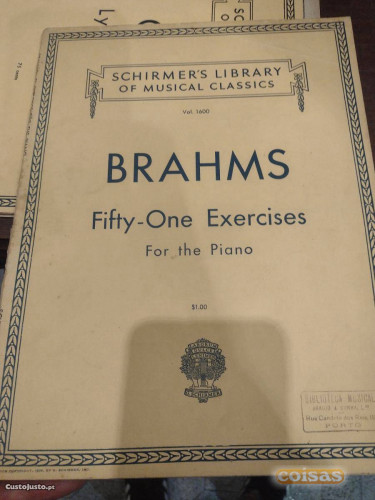 SCHIRMER'S LIBRARY
OF MUSICAL CLASSICS
Vol. 1600
BRAHMS
Fifty-One Exercises
For the Piano
$1.00
PORTO
CustoJusto.pt
coisas